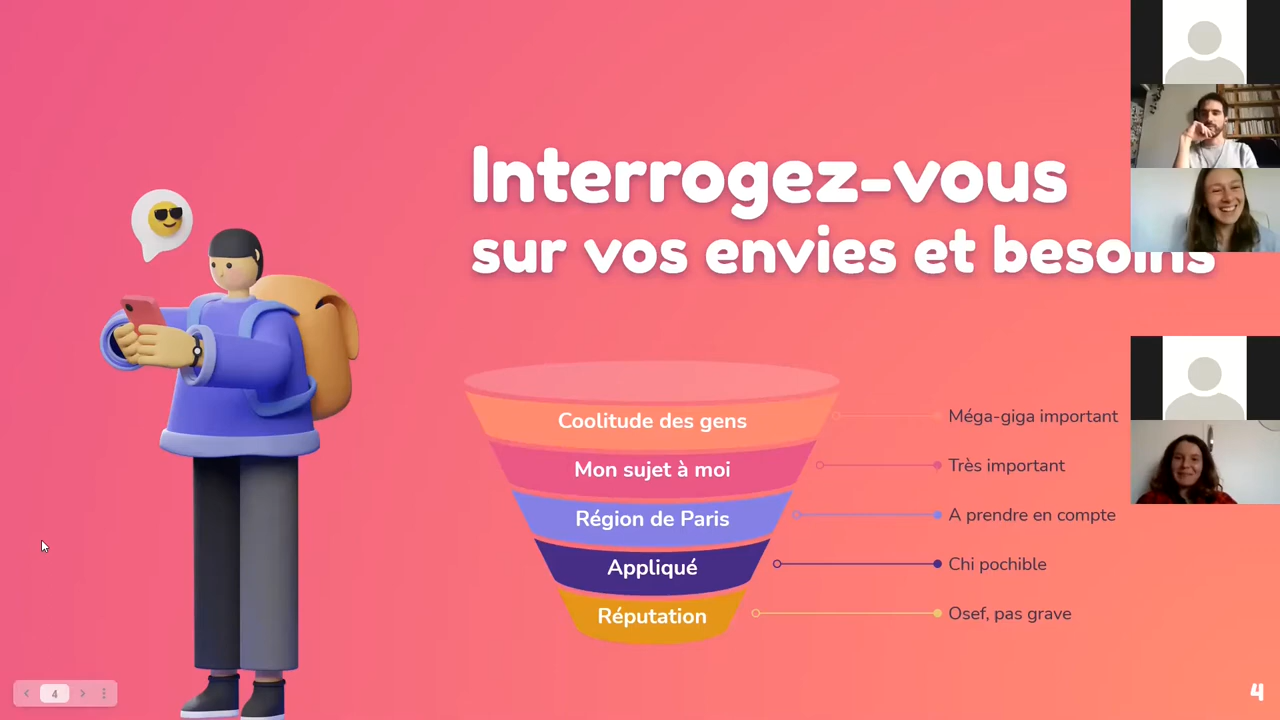 Interrogez-vous
sur vos envies et besoins
Coolitude des gens
Méga-giga important
Mon sujet à moi
Très important
Région de Paris
A prendre en compte
Appliqué
Chi pochible
Réputation
Osef, pas grave
4
4